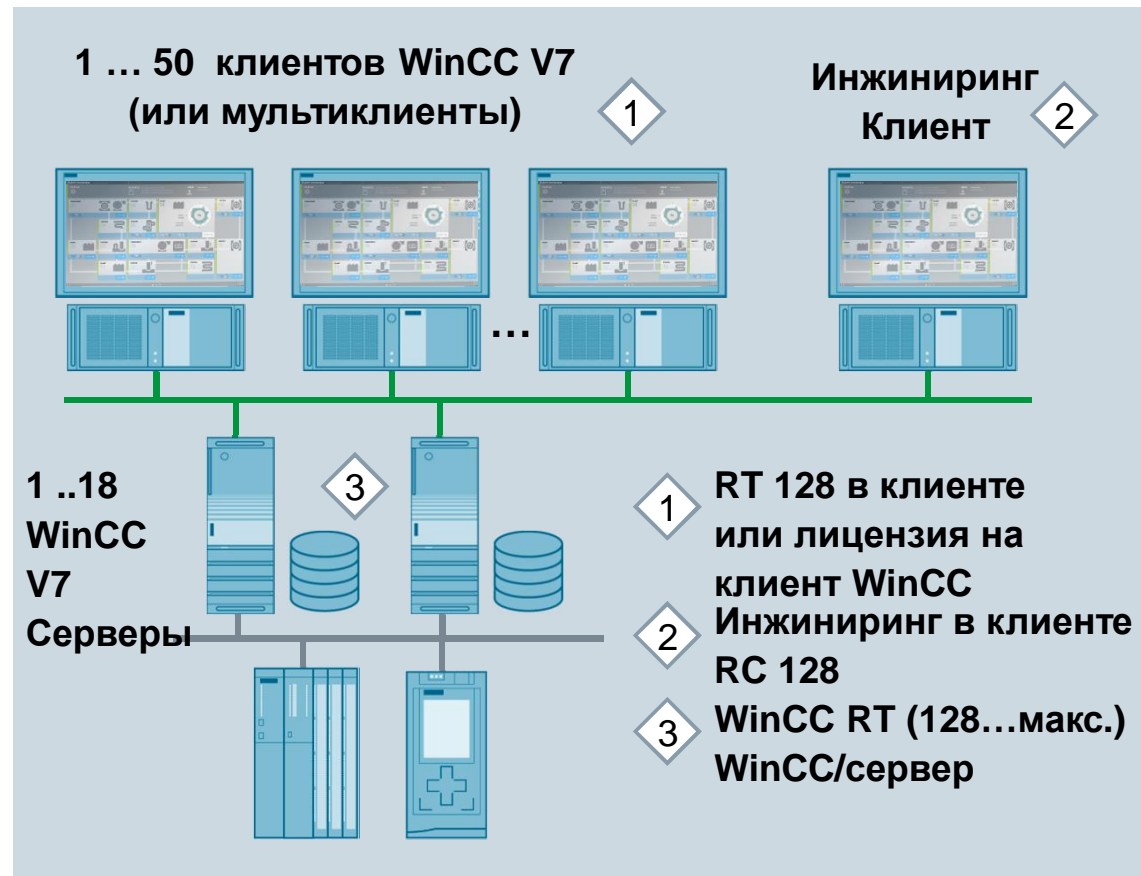 1 … 50 клиентов WinCC V7
(или мультиклиенты)
1
Инжиниринг
Клиент
2
…
1 ..18
WinCC
V7
Серверы
3
1
RT 128 в клиенте
или лицензия на
клиент WinCC
2
Инжиниринг в клиенте
RC 128
3
WinCC RT (128…макс.)
WinCC/сервер